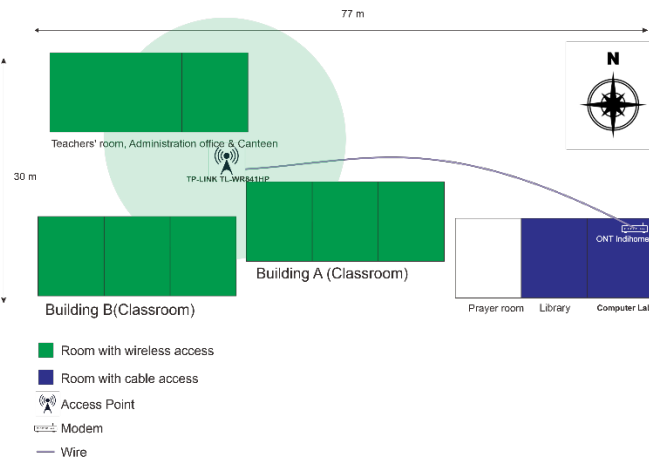 77 m
N
Teachers' room, Administration office & Canteen
30 m
TP-LINK TL-WR841HP
ONT Indihome
Building A (Classroom)
Prayer room
Library
Computer Lab
Building B(Classroom)
Room with wireless access
Room with cable access
Access Point
Modem
Wire